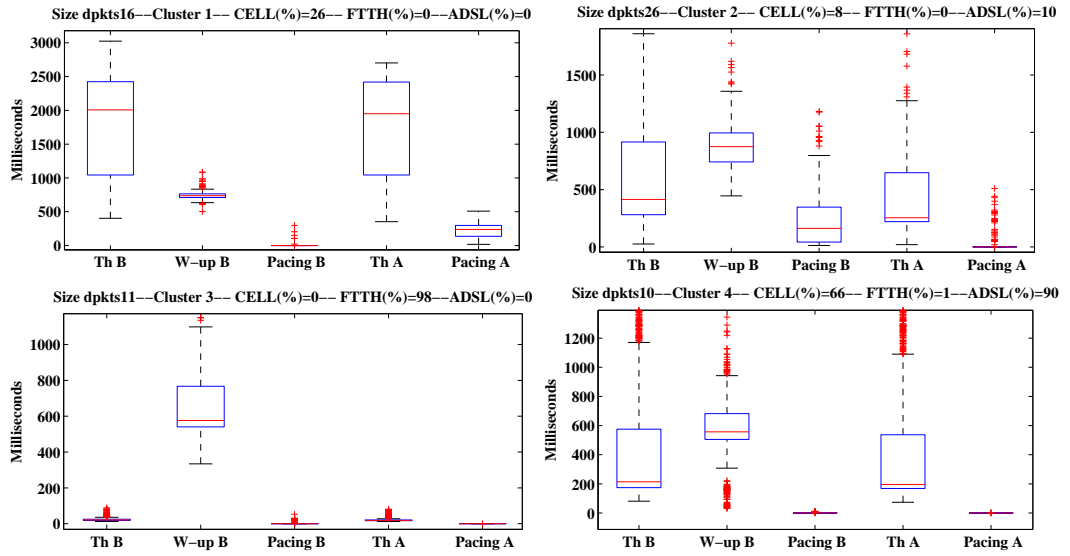 Size dpkts16−−Cluster 1−− CELL(%)=26−− FTTH(%)=0−−ADSL(%)=0
3000
2500
2000
1500
1000
500
0
Milliseconds
Th B W−up B Pacing B Th A Pacing A
Size dpkts26−−Cluster 2−− CELL(%)=8−− FTTH(%)=0−−ADSL(%)=10
1500
1000
500
0
Milliseconds
Th B W−up B Pacing B Th A Pacing A
Size dpkts11−−Cluster 3−− CELL(%)=0−− FTTH(%)=98−−ADSL(%)=0
1000
800
600
400
200
0
Milliseconds
Th B W−up B Pacing B Th A Pacing A
Size dpkts10−−Cluster 4−− CELL(%)=66−− FTTH(%)=1−−ADSL(%)=90
1200
1000
800
600
400
200
0
Milliseconds
Th B W−up B Pacing B Th A Pacing A